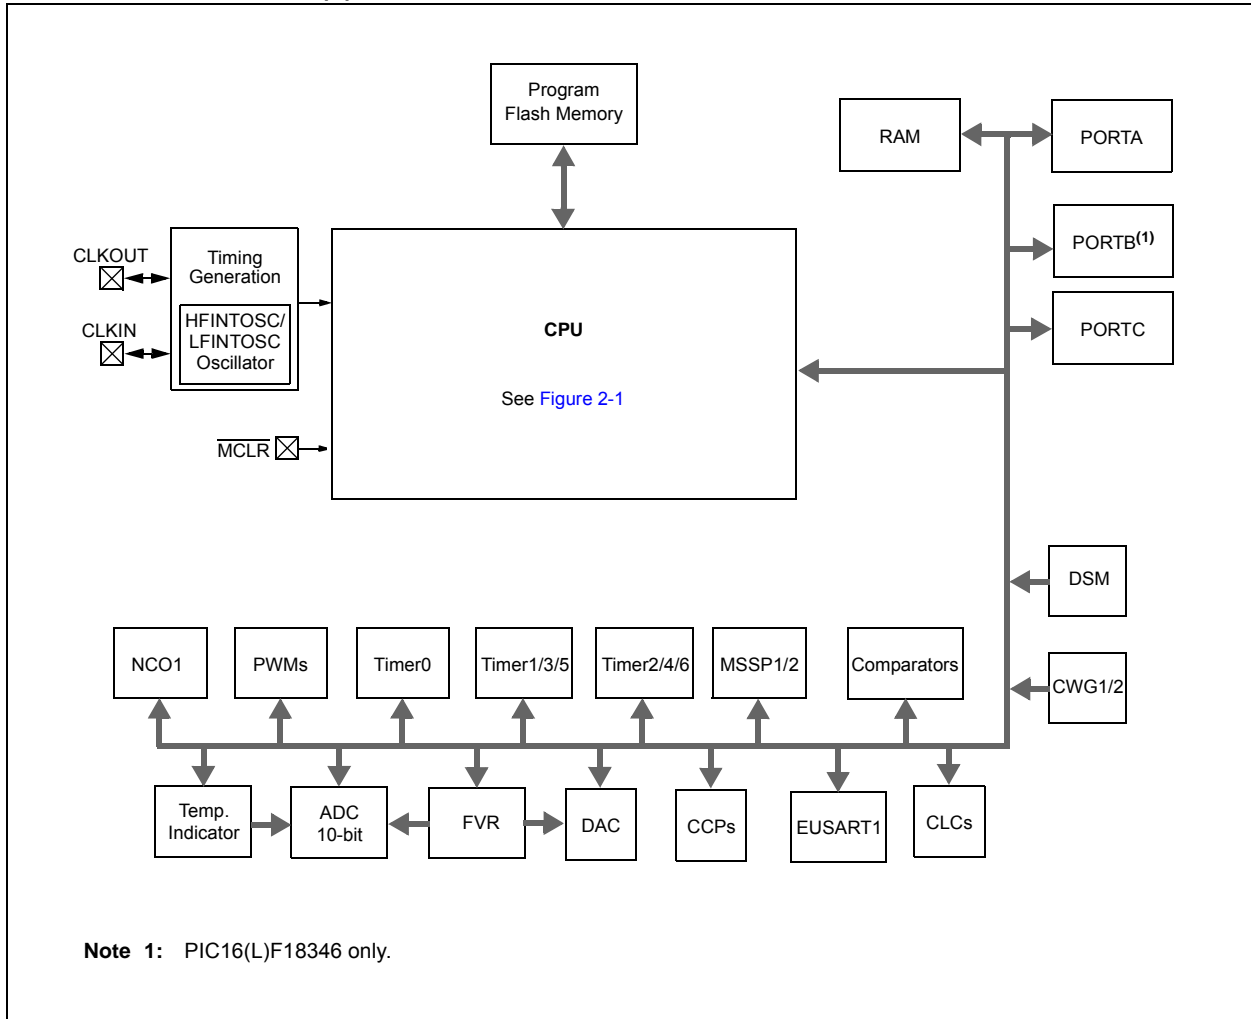 Program
Flash Memory
RAM
PORTA
PORTB(1)
PORTC
CLKOUT
Timing
Generation
HFINTOSC/
LFINTOSC
Oscillator
CLKIN
CPU
See Figure 2-1
MCLR
DSM
CWG1/2
NCO1
PWMs
Timer0
Timer1/3/5
Timer2/4/6
MSSP1/2
Comparators
Temp.
Indicator
ADC
10-bit
FVR
DAC
CCPs
EUSART1
CLCs
Note 1: PIC16(L)F18346 only.